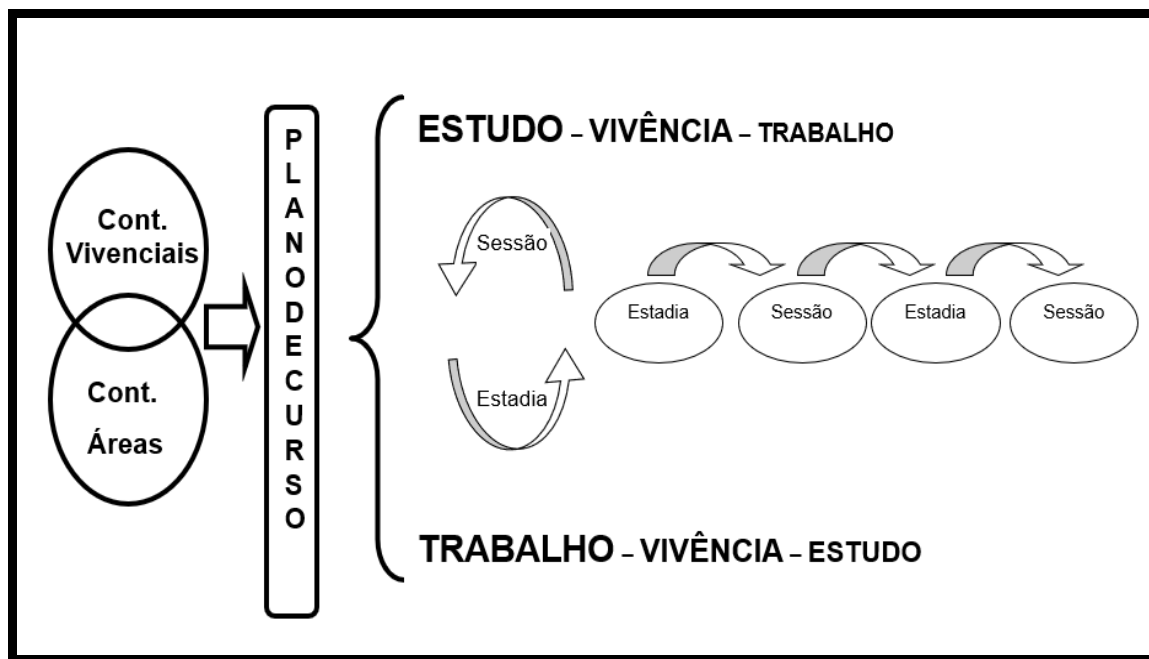 Cont.
Vivenciais
Cont.
Áreas
P
L
A
N
O
D
E
C
U
R
S
O
ESTUDO – VIVÊNCIA – TRABALHO
Sessão
Estadia
Estadia
Sessão
Estadia
Sessão
TRABALHO – VIVÊNCIA – ESTUDO